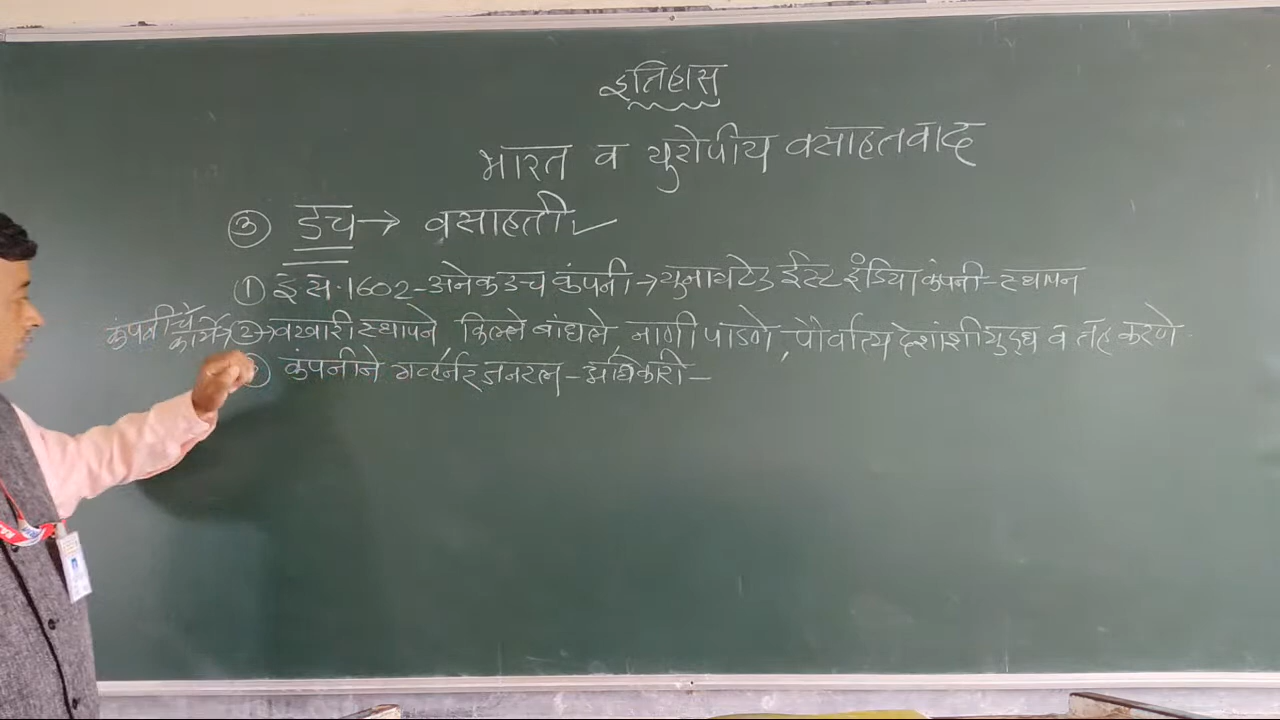 इतिहास
भारत व युरोपीय वसाहतवाद
③ डच → वसाहती ✓
① इ.स.1602 - अनेक डच कंपनी → युनायटेड ईस्ट इंडिया कंपनी - स्थापन
कंपनीचे कार्य → ② → वखारी स्थापने, किल्ले बांधले, नाणी पाडणे, पौर्वात्य देशांशी युद्ध व तह करणे
कंपनीने गव्हर्नर जनरल - अधिकारी -